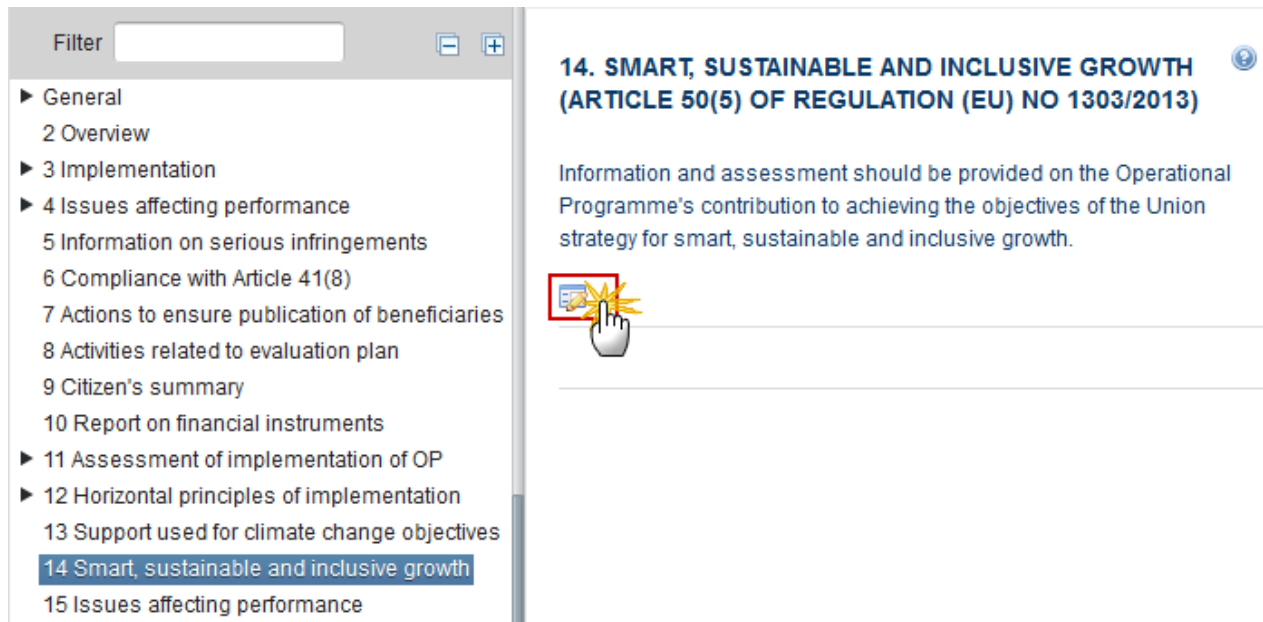 Filter
General
2 Overview
3 Implementation
4 Issues affecting performance
5 Information on serious infringements
6 Compliance with Article 41(8)
7 Actions to ensure publication of beneficiaries
8 Activities related to evaluation plan
9 Citizen's summary
10 Report on financial instruments
11 Assessment of implementation of OP
12 Horizontal principles of implementation
13 Support used for climate change objectives
14 Smart, sustainable and inclusive growth
15 Issues affecting performance
14. SMART, SUSTAINABLE AND INCLUSIVE GROWTH
(ARTICLE 50(5) OF REGULATION (EU) NO 1303/2013)
Information and assessment should be provided on the Operational
Programme's contribution to achieving the objectives of the Union
strategy for smart, sustainable and inclusive growth.